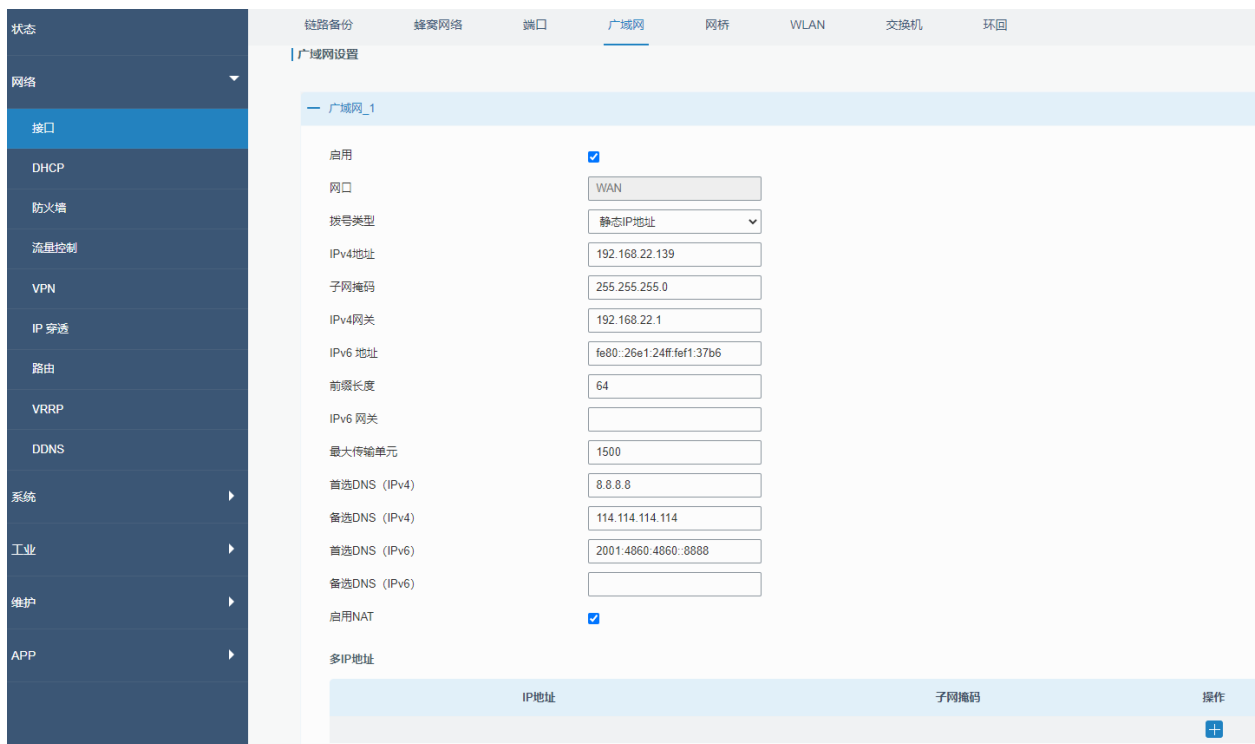 状态
网络
接口
DHCP
防火墙
流量控制
VPN
IP 穿透
路由
VRRP
DDNS
系统
工业
维护
APP
链路备份 蜂窝网络 端口 广域网 网桥 WLAN 交换机 环回
广域网设置
广域网_1
启用
网口 WAN
拨号类型 静态IP地址
IPv4地址 192.168.22.139
子网掩码 255.255.255.0
IPv4网关 192.168.22.1
IPv6 地址 fe80::26e1:24ff:fef1:37b6
前缀长度 64
IPv6 网关
最大传输单元 1500
首选DNS（IPv4） 8.8.8.8
备选DNS（IPv4） 114.114.114.114
首选DNS（IPv6） 2001:4860:4860::8888
备选DNS（IPv6）
启用NAT
多IP地址
IP地址 子网掩码 操作